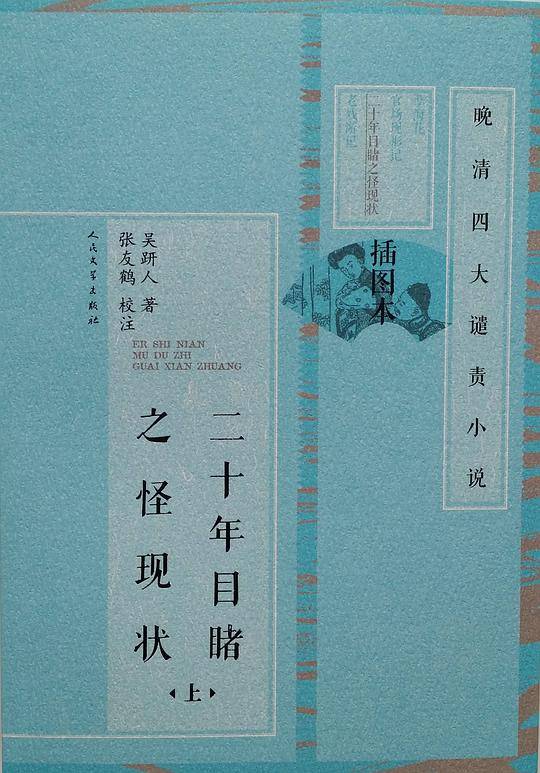 晚清四大谴责小说
孽海花
官场现形记
二十年目睹之怪现状
老残游记
插图本
吴趼人 著
张友鹤 校注
人民文学出版社
ER SHI NIAN
MU DU ZHI
GUAI XIAN ZHUANG
二十年目睹
之怪现状
上